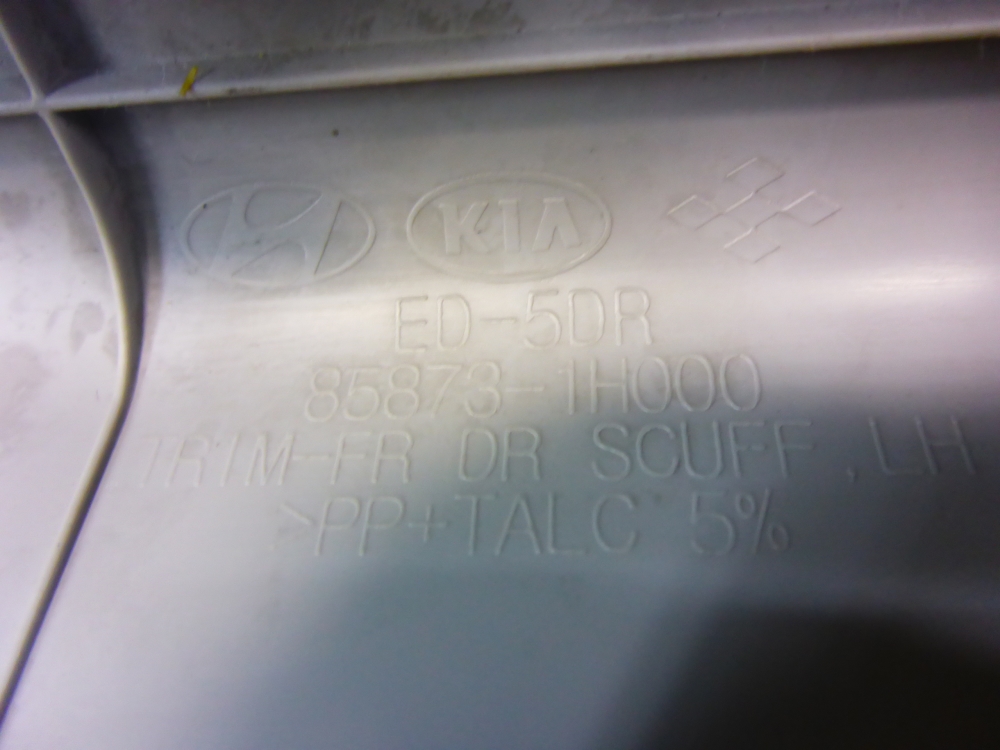 KIA
ED-5DR
85873-1H000
TRIM-FR DR SCUFF ,LH
>PP+TALC 5%